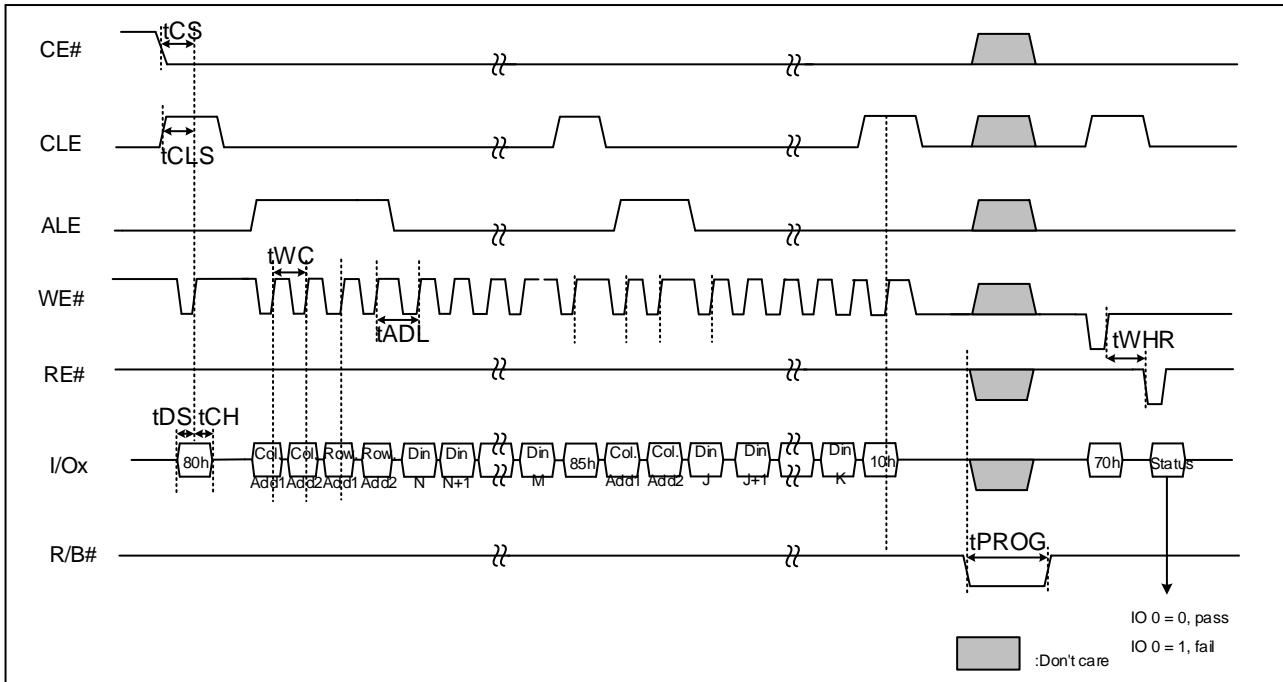 CE#
tCS
CLE
tCLS
ALE
WE#
tWC
tADL
tWHR
RE#
tDS
tCH
I/Ox
80h
Col. Add1
Col. Add2
Row. Add1
Row. Add2
Din N
Din N+1
Din M
85h
Col. Add1
Col. Add2
Din J
Din J+1
Din K
10h
70h
Status
R/B#
tPROG
IO 0 = 0, pass
IO 0 = 1, fail
:Don't care